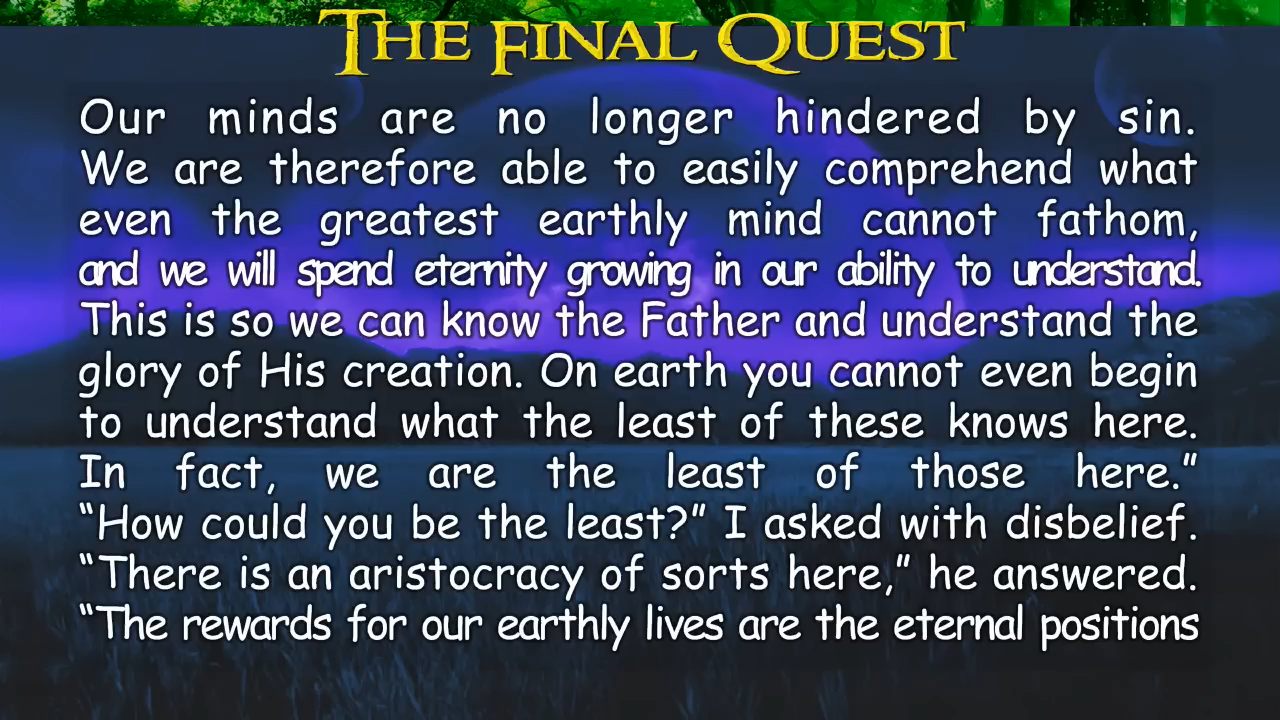 THE FINAL QUEST
Our minds are no longer hindered by sin.
We are therefore able to easily comprehend what
even the greatest earthly mind cannot fathom,
and we will spend eternity growing in our ability to understand.
This is so we can know the Father and understand the
glory of His creation. On earth you cannot even begin
to understand what the least of these knows here.
In fact, we are the least of those here.”
“How could you be the least?” I asked with disbelief.
“There is an aristocracy of sorts here,” he answered.
“The rewards for our earthly lives are the eternal positions